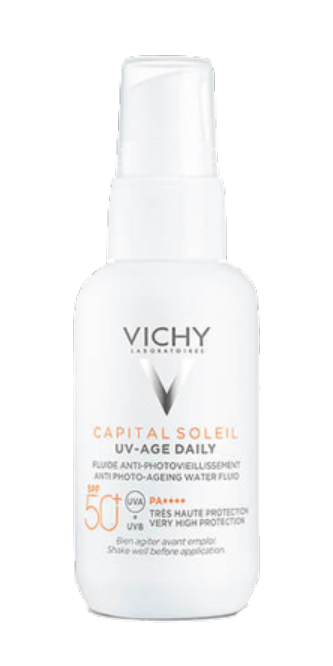 VICHY
LABORATOIRES
CAPITAL SOLEIL
UV-AGE DAILY
FLUIDE ANTI-PHOTOVIEILLISSEMENT
ANTI PHOTO-AGEING WATER FLUID
SPF
50+
UVA
+
UVB
PA++++
TRÈS HAUTE PROTECTION
VERY HIGH PROTECTION
Bien agiter avant emploi.
Shake well before application.